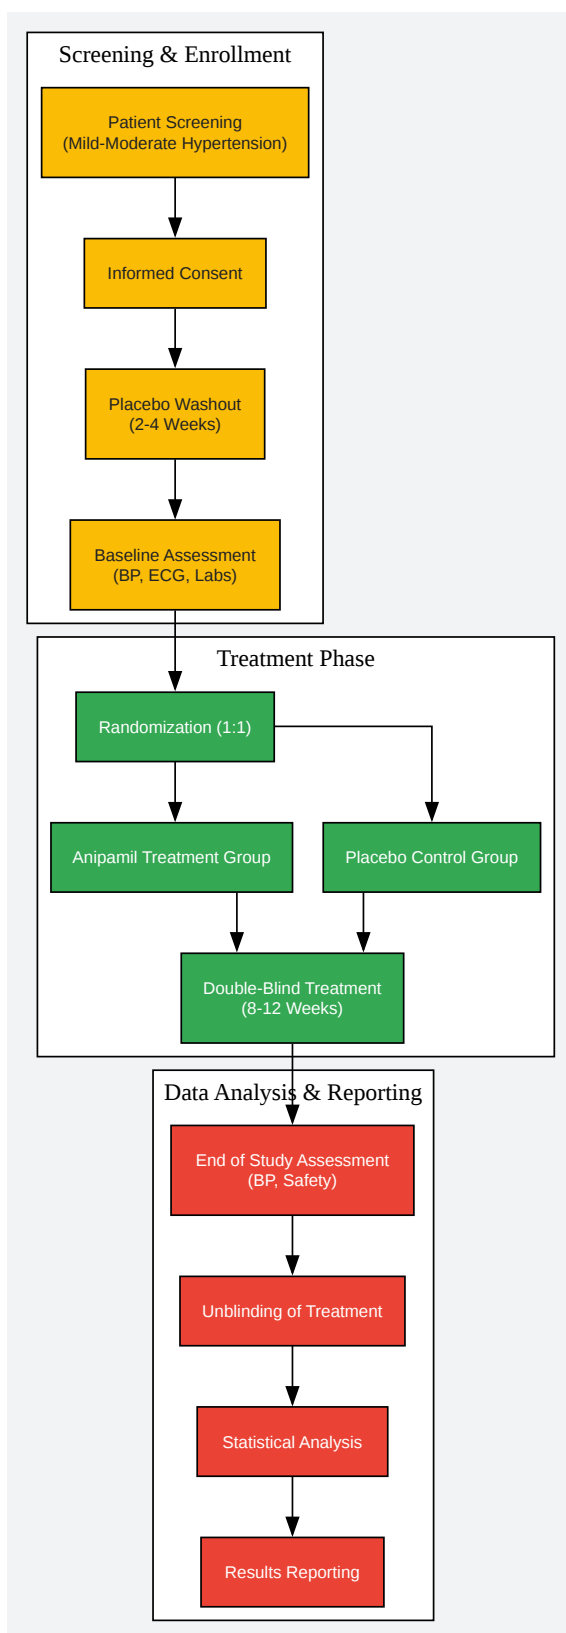 Screening & Enrollment
Patient Screening
(Mild-Moderate Hypertension)
Informed Consent
Placebo Washout
(2-4 Weeks)
Baseline Assessment
(BP, ECG, Labs)
Treatment Phase
Randomization (1:1)
Anipamil Treatment Group
Placebo Control Group
Double-Blind Treatment
(8-12 Weeks)
Data Analysis & Reporting
End of Study Assessment
(BP, Safety)
Unblinding of Treatment
Statistical Analysis
Results Reporting